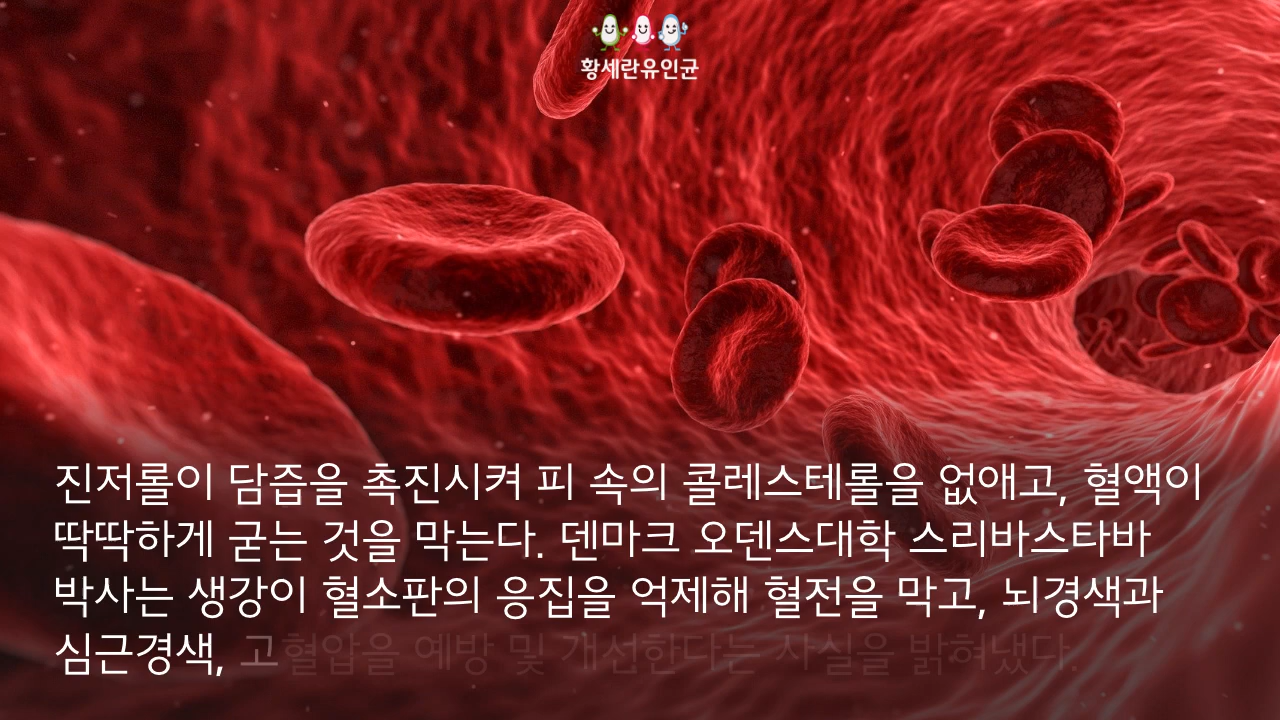 황세란유인균
진저롤이 담즙을 촉진시켜 피 속의 콜레스테롤을 없애고, 혈액이
딱딱하게 굳는 것을 막는다. 덴마크 오덴스대학 스리바스타바
박사는 생강이 혈소판의 응집을 억제해 혈전을 막고, 뇌경색과
심근경색, 고혈압을 예방 및 개선한다는 사실을 밝혀냈다.